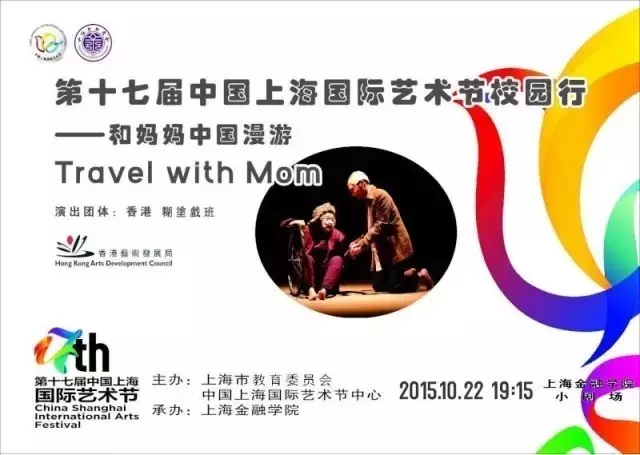 第十七届中国上海国际艺术节校园行
——和妈妈中国漫游
Travel with Mom
演出团体：香港 糊塗戲班
香港藝術發展局
Hong Kong Arts Development Council
17th
第十七届中国上海
国际艺术节
China Shanghai
International Arts
Festival
主办：上海市教育委员会
中国上海国际艺术节中心
承办：上海金融学院
2015.10.22 19:15
上海金融学院
小剧场